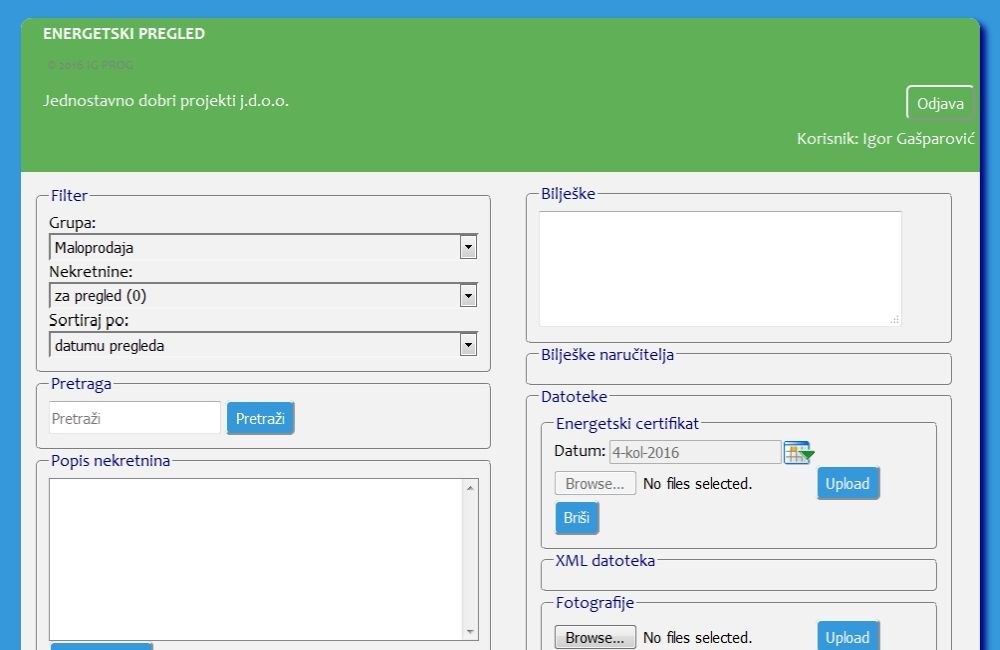 ENERGETSKI PREGLED
© 2016 IG PROG
Jednostavno dobri projekti j.d.o.o.
Odjava
Korisnik: Igor Gašparović
Filter
Grupa:
Maloprodaja
Nekretnine:
za pregled (0)
Sortiraj po:
datumu pregleda
Pretraga
Pretraži Pretraži
Popis nekretnina
Bilješke
Bilješke naručitelja
Datoteke
Energetski certifikat
Datum: 4-kol-2016
Browse... No files selected. Upload
Briši
XML datoteka
Fotografije
Browse... No files selected. Upload